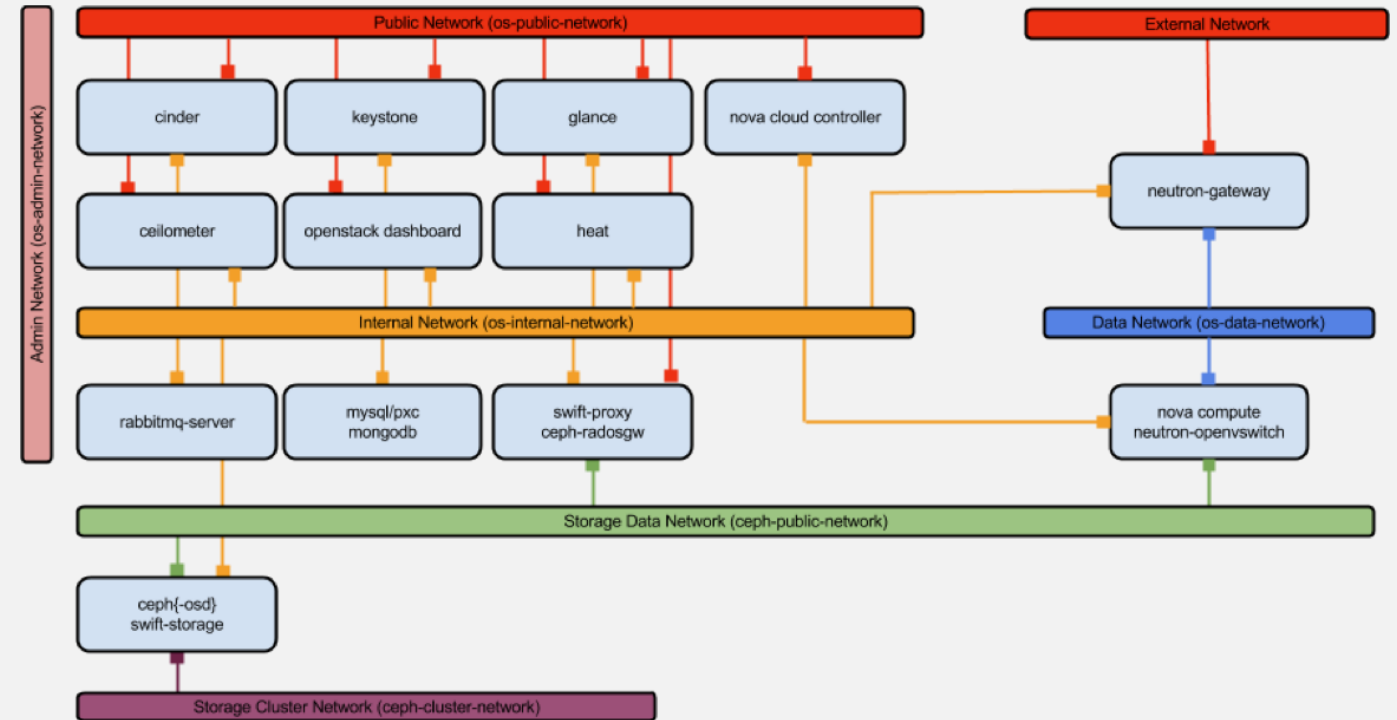 Public Network (os-public-network)
External Network
Admin Network (os-admin-network)
cinder
keystone
glance
nova cloud controller
neutron-gateway
ceilometer
openstack dashboard
heat
Internal Network (os-internal-network)
Data Network (os-data-network)
rabbitmq-server
mysql/pxc
mongodb
swift-proxy
ceph-radosgw
nova compute
neutron-openvswitch
Storage Data Network (ceph-public-network)
ceph{-osd}
swift-storage
Storage Cluster Network (ceph-cluster-network)